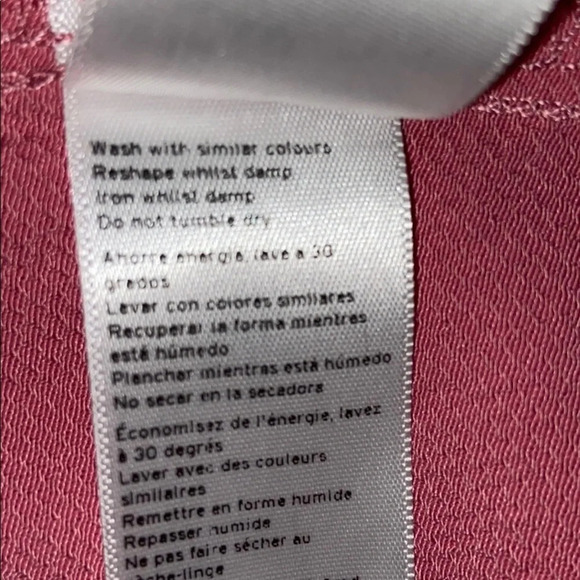 Wash with similar colours
Reshape whilst damp
Iron whilst damp
Do not tumble dry
Ahorre energía, lave a 30
grados
Lavar con colores similares
Recuperar la forma mientras
está húmedo
Planchar mientras está húmedo
No secar en la secadora
Économisez de l'énergie, lavez
à 30 degrés
Laver avec des couleurs
similaires
Remettre en forme humide
Repasser humide
Ne pas faire sécher au
sèche-linge